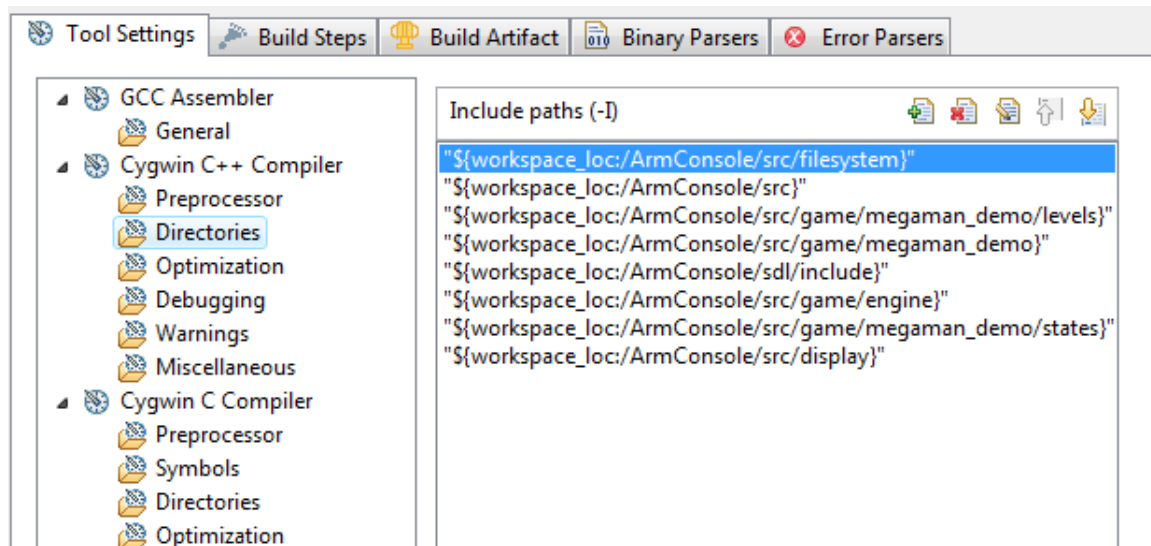 Tool Settings Build Steps Build Artifact Binary Parsers Error Parsers
GCC Assembler
General
Cygwin C++ Compiler
Preprocessor
Directories
Optimization
Debugging
Warnings
Miscellaneous
Cygwin C Compiler
Preprocessor
Symbols
Directories
Optimization
Include paths (-I)
"${workspace_loc:/ArmConsole/src/filesystem}"
"${workspace_loc:/ArmConsole/src}"
"${workspace_loc:/ArmConsole/src/game/megaman_demo/levels}"
"${workspace_loc:/ArmConsole/src/game/megaman_demo}"
"${workspace_loc:/ArmConsole/sdl/include}"
"${workspace_loc:/ArmConsole/src/game/engine}"
"${workspace_loc:/ArmConsole/src/game/megaman_demo/states}"
"${workspace_loc:/ArmConsole/src/display}"